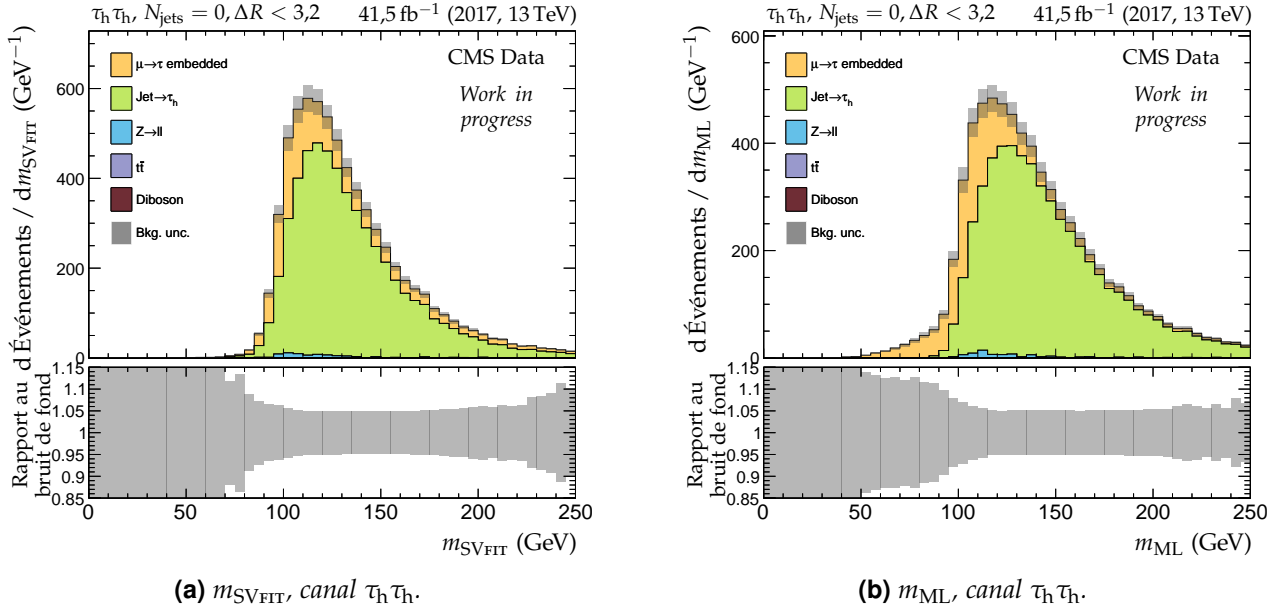 τhτh, Njets = 0, ΔR < 3,2 41,5 fb−1 (2017, 13 TeV)
d Événements / dmSVFIT (GeV−1)
600
400
200
0
μ→τ embedded
Jet→τh
Z→ll
tt̄
Diboson
Bkg. unc.
CMS Data
Work in
progress
Rapport au
bruit de fond
1.15
1.05
1
0.95
0.9
0.85
0 50 100 150 200 250
mSVFIT (GeV)
(a) mSVFIT, canal τhτh.
τhτh, Njets = 0, ΔR < 3,2 41,5 fb−1 (2017, 13 TeV)
d Événements / dmML (GeV−1)
600
400
200
0
μ→τ embedded
Jet→τh
Z→ll
tt̄
Diboson
Bkg. unc.
CMS Data
Work in
progress
Rapport au
bruit de fond
1.15
1.05
1
0.95
0.9
0.85
0 50 100 150 200 250
mML (GeV)
(b) mML, canal τhτh.